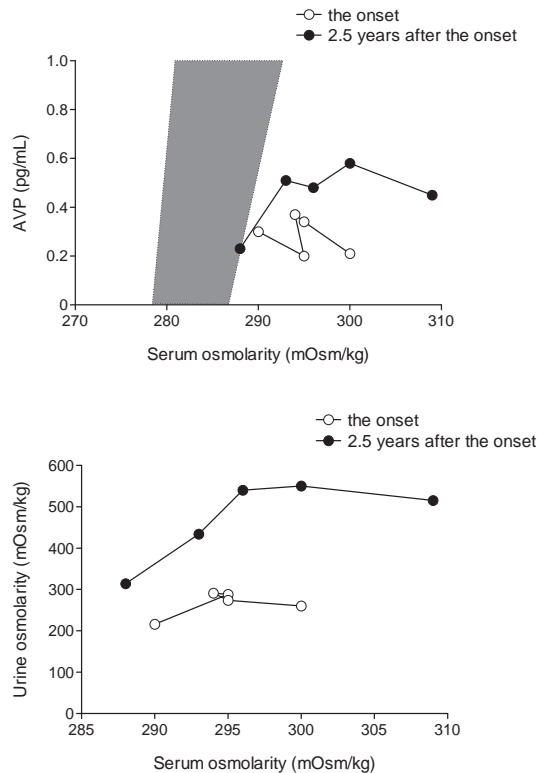 the onset
2.5 years after the onset
1.0
0.8
0.6
0.4
0.2
0
AVP (pg/mL)
270 280 290 300 310
Serum osmolarity (mOsm/kg)
the onset
2.5 years after the onset
600
500
400
300
200
100
0
Urine osmolarity (mOsm/kg)
285 290 295 300 305 310
Serum osmolarity (mOsm/kg)